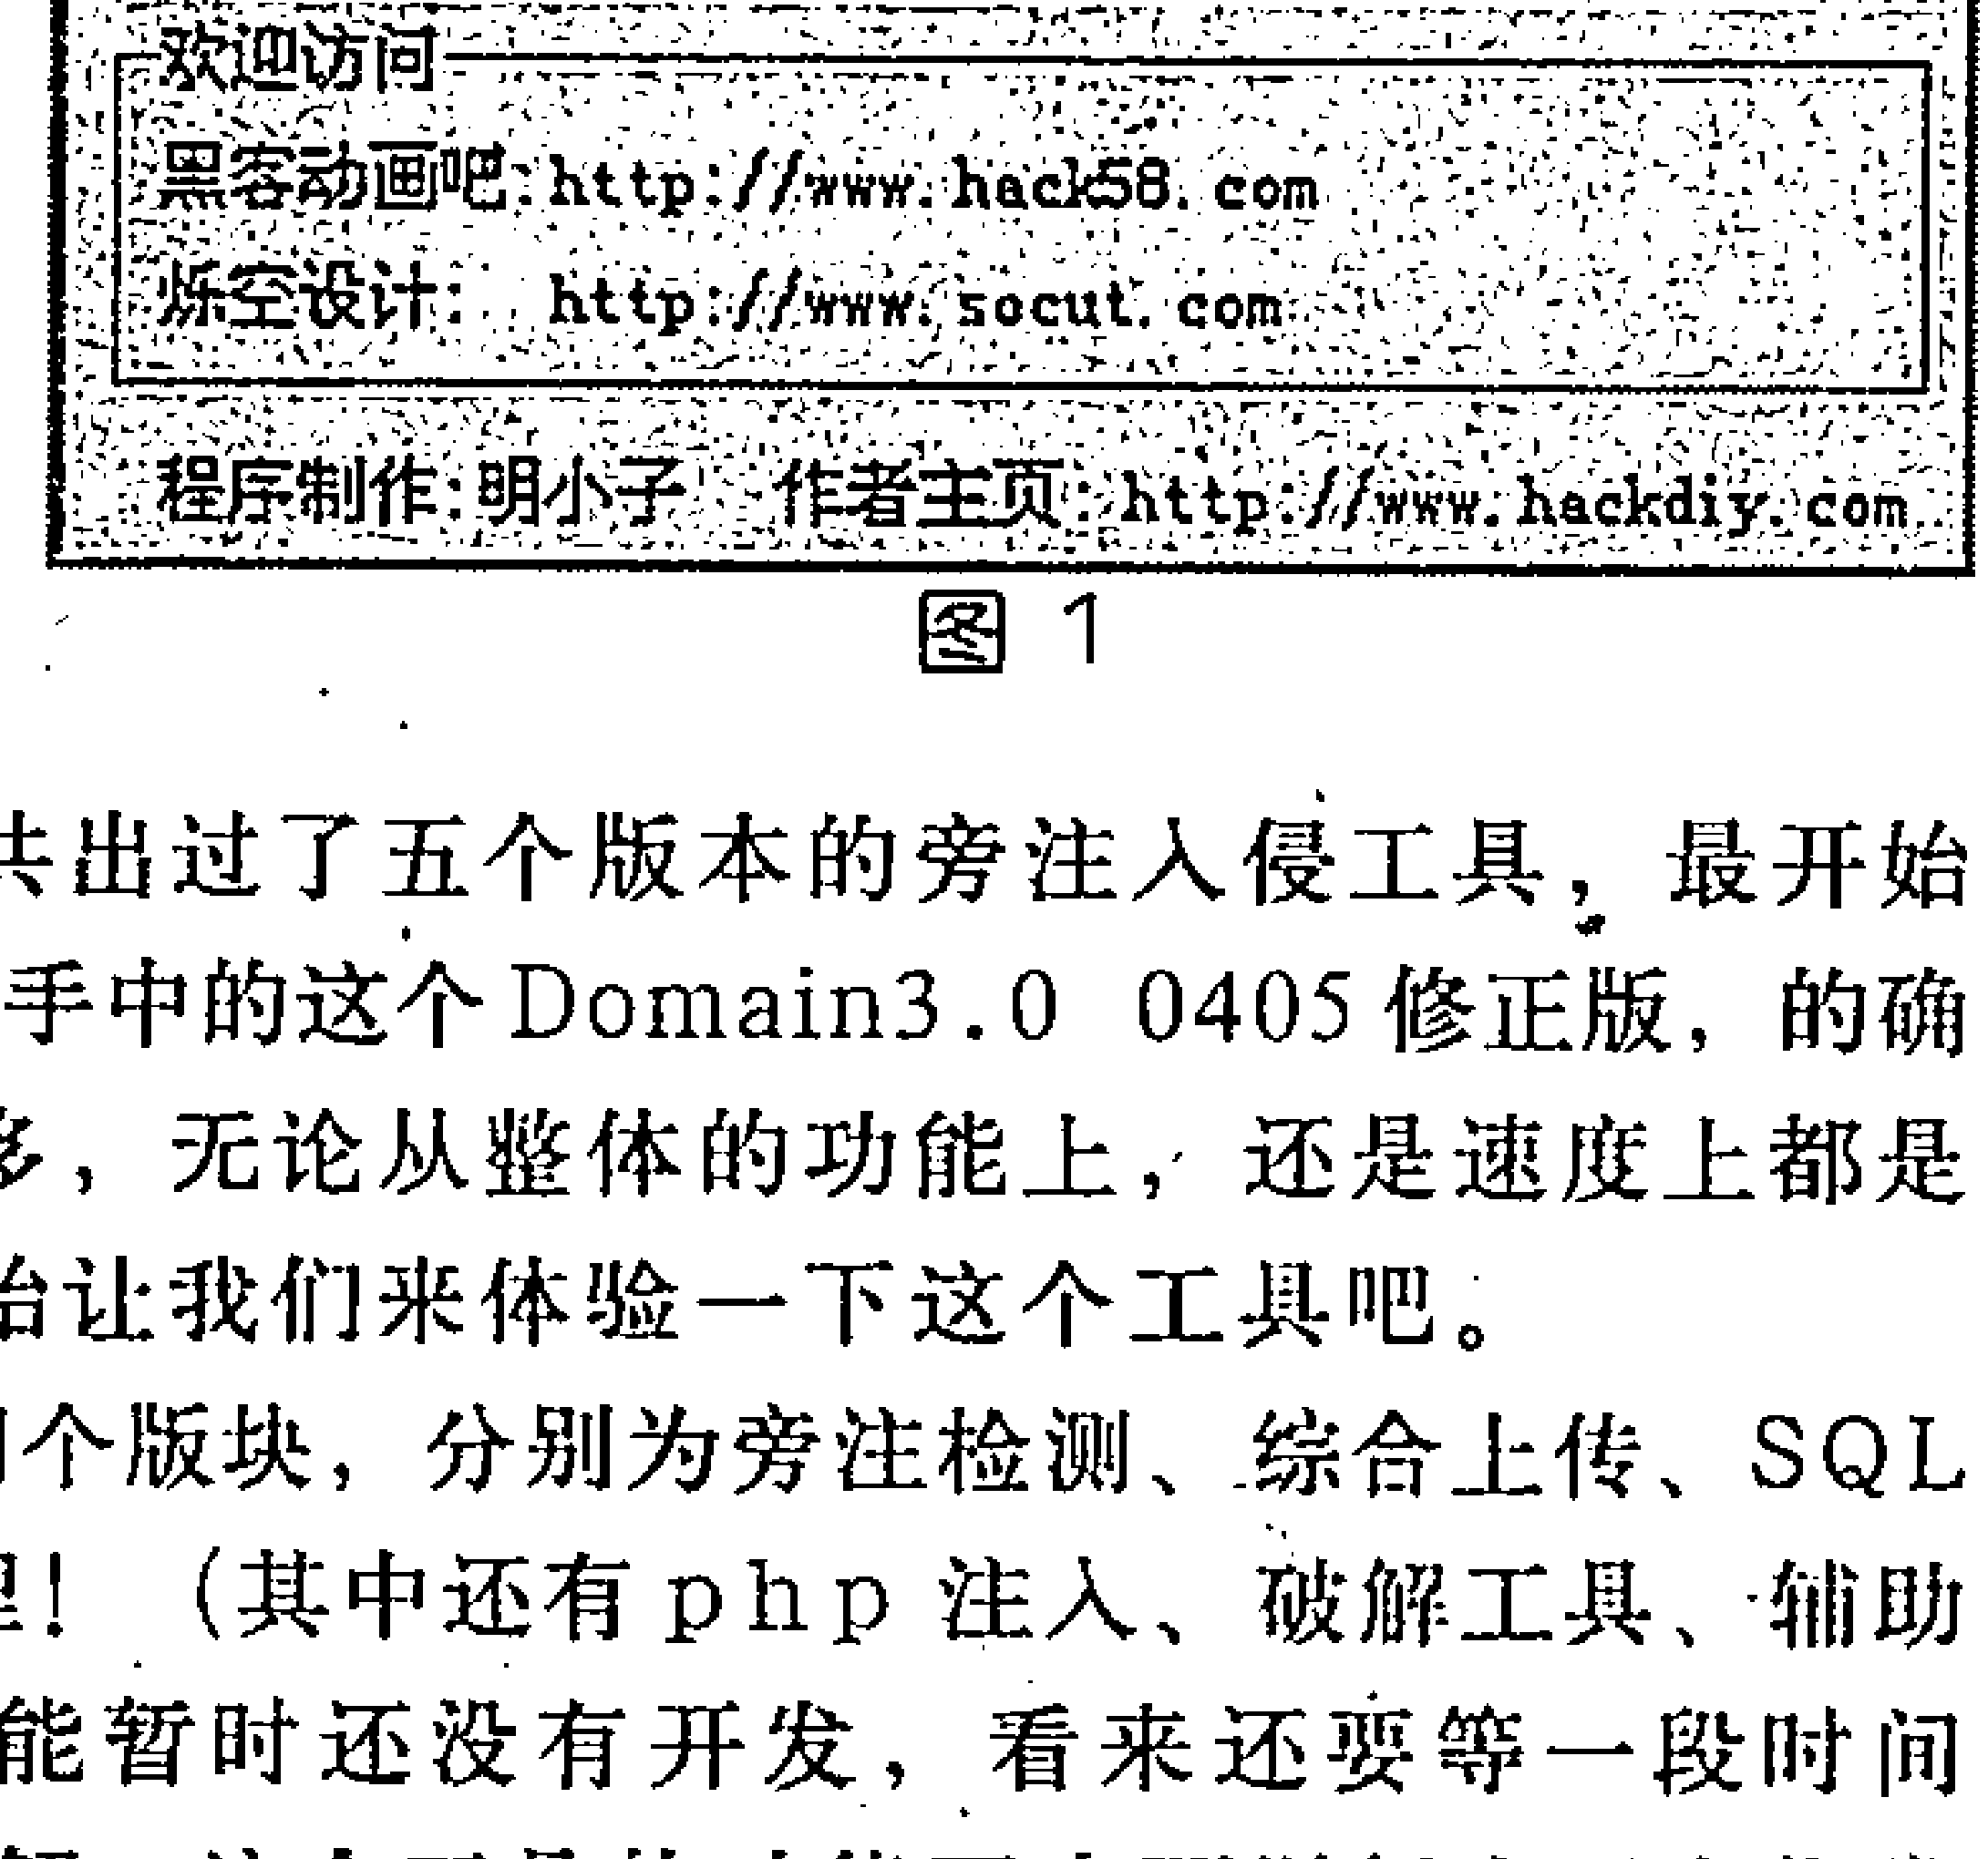 欢迎访问
黑客动画吧:http://www.hack58.com
烁空设计: http://www.socut.com
程序制作:明小子 作者主页:http://www.hackdiy.com
图 1
共出过了五个版本的旁注入侵工具,最开始
手中的这个Domain3.0 0405修正版,的确
多,无论从整体的功能上,还是速度上都是
始让我们来体验一下这个工具吧。
个版块,分别为旁注检测、综合上传、SQL
!(其中还有php注入、破解工具、辅助
能暂时还没有开发,看来还要等一段时间